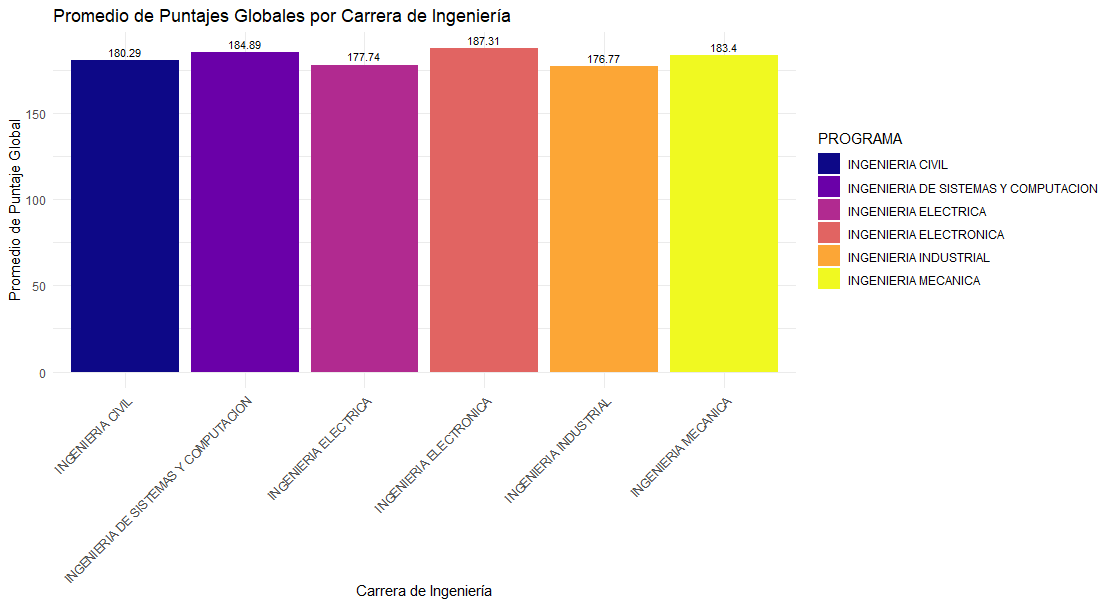 Promedio de Puntajes Globales por Carrera de Ingeniería
180.29
184.89
177.74
187.31
176.77
183.4
Promedio de Puntaje Global
150
100
50
0
INGENIERIA CIVIL
INGENIERIA DE SISTEMAS Y COMPUTACION
INGENIERIA ELECTRICA
INGENIERIA ELECTRONICA
INGENIERIA INDUSTRIAL
INGENIERIA MECANICA
Carrera de Ingeniería
PROGRAMA
INGENIERIA CIVIL
INGENIERIA DE SISTEMAS Y COMPUTACION
INGENIERIA ELECTRICA
INGENIERIA ELECTRONICA
INGENIERIA INDUSTRIAL
INGENIERIA MECANICA